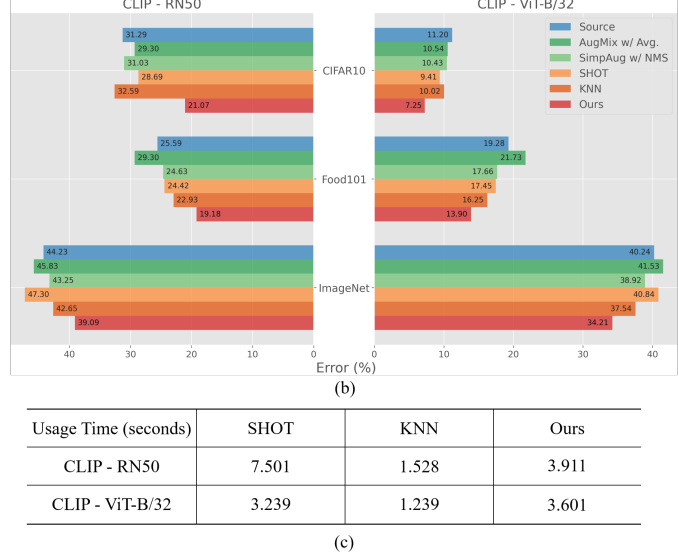 CLIP - RN50
CLIP - ViT-B/32
Source
AugMix w/ Avg.
SimpAug w/ NMS
SHOT
KNN
Ours
31.29
29.30
31.03
28.69
32.59
21.07
CIFAR10
11.20
10.54
10.43
9.41
10.02
7.25
25.59
29.30
24.63
24.42
22.93
19.18
Food101
19.28
21.73
17.66
17.45
16.25
13.90
44.23
45.83
43.25
47.30
42.65
39.09
ImageNet
40.24
41.53
38.92
40.84
37.54
34.21
40 30 20 10 0 0 10 20 30 40
Error (%)
(b)
Usage Time (seconds) SHOT KNN Ours
CLIP - RN50 7.501 1.528 3.911
CLIP - ViT-B/32 3.239 1.239 3.601
(c)